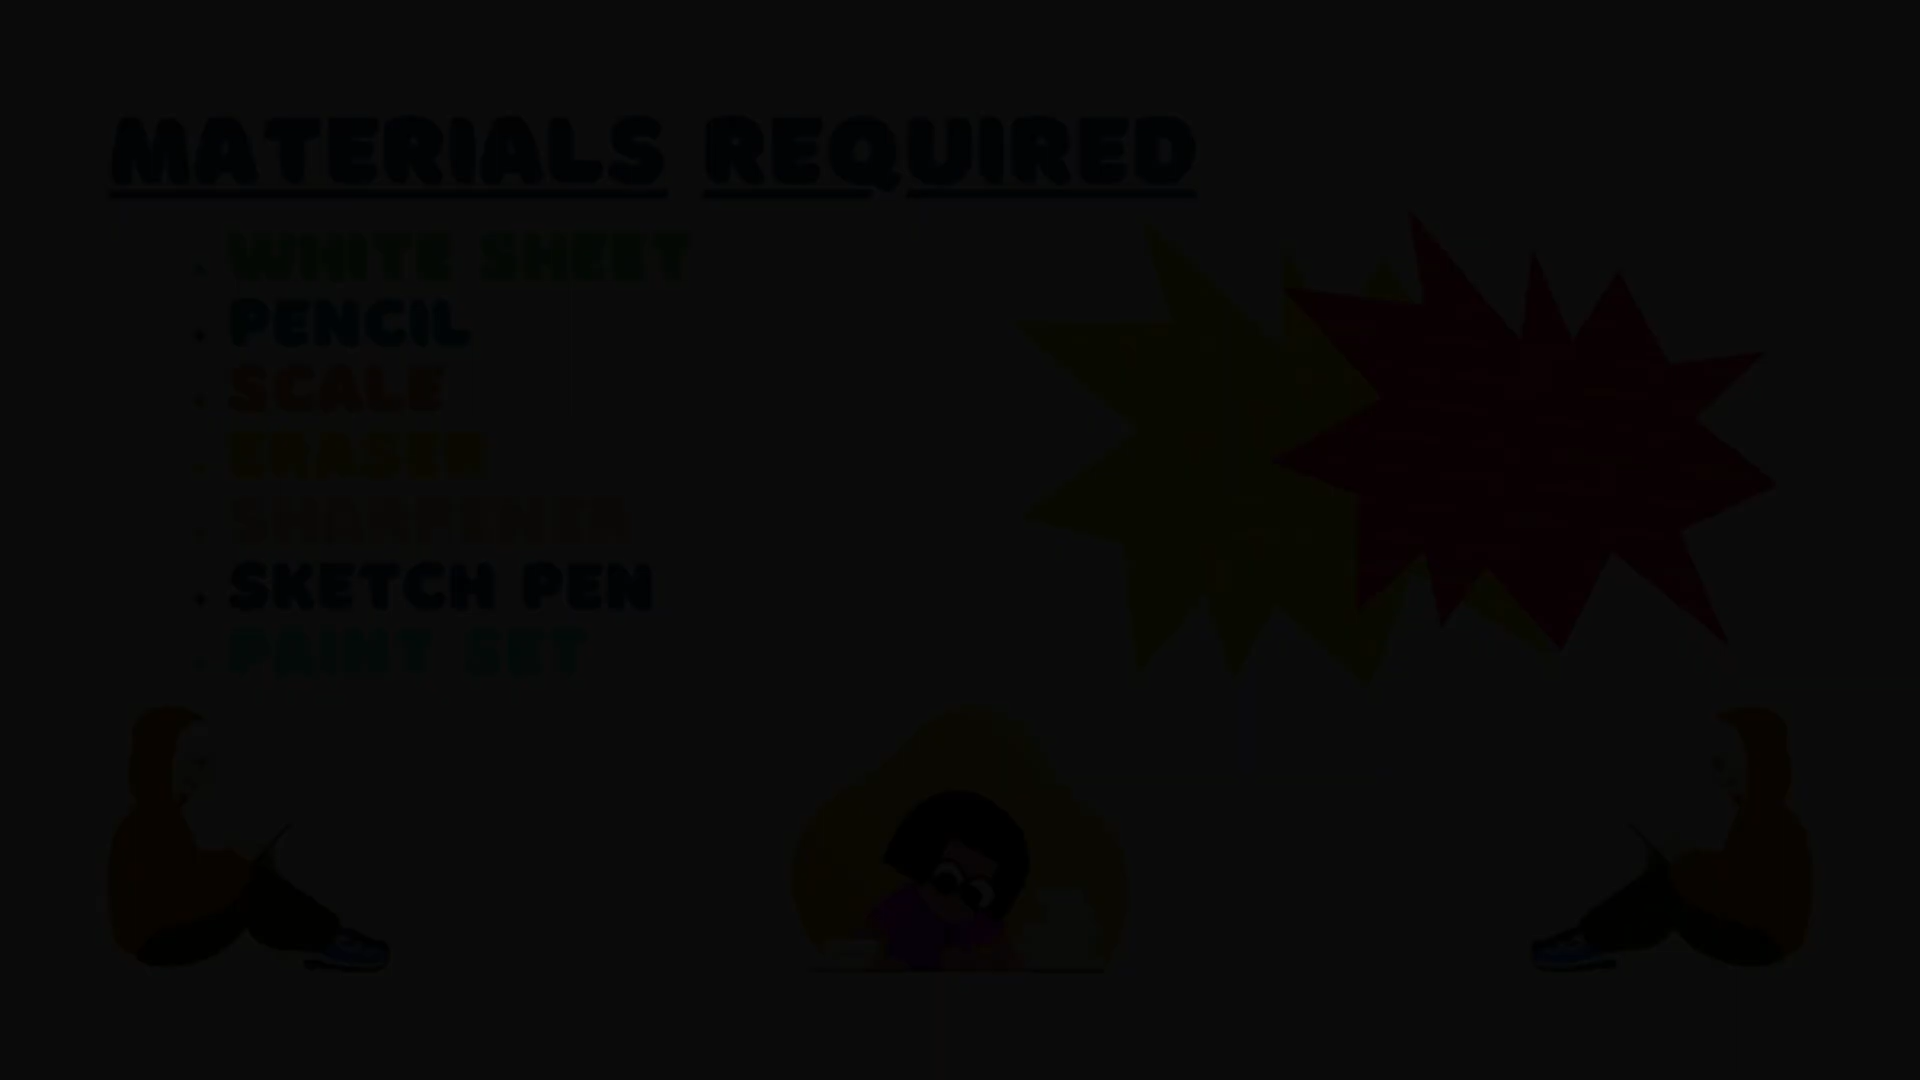 MATERIALS REQUIRED
WHITE SHEET
PENCIL
SCALE
ERASER
SHARPENER
SKETCH PEN
PAINT SET